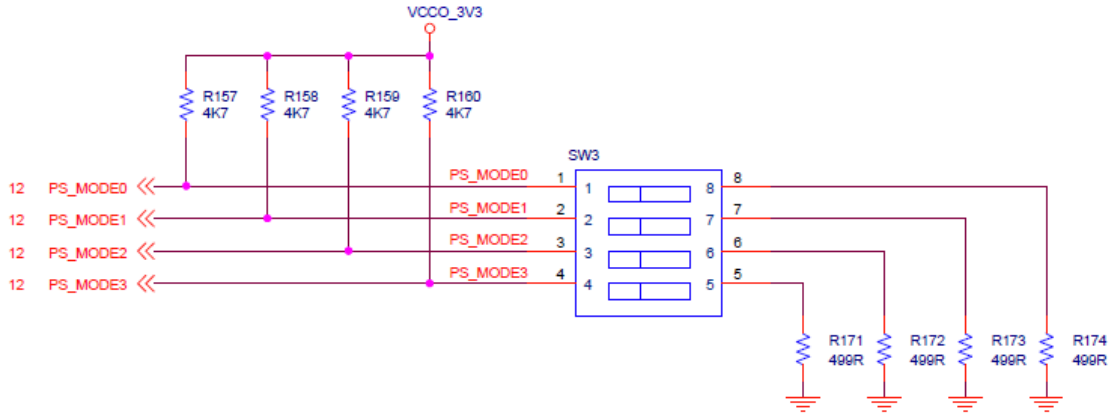 VCCO_3V3
R157 R158 R159 R160
4K7 4K7 4K7 4K7
SW3
12 PS_MODE0 PS_MODE0 1 1 8 8
12 PS_MODE1 PS_MODE1 2 2 7 7
12 PS_MODE2 PS_MODE2 3 3 6 6
12 PS_MODE3 PS_MODE3 4 4 5 5
R171 R172 R173 R174
499R 499R 499R 499R